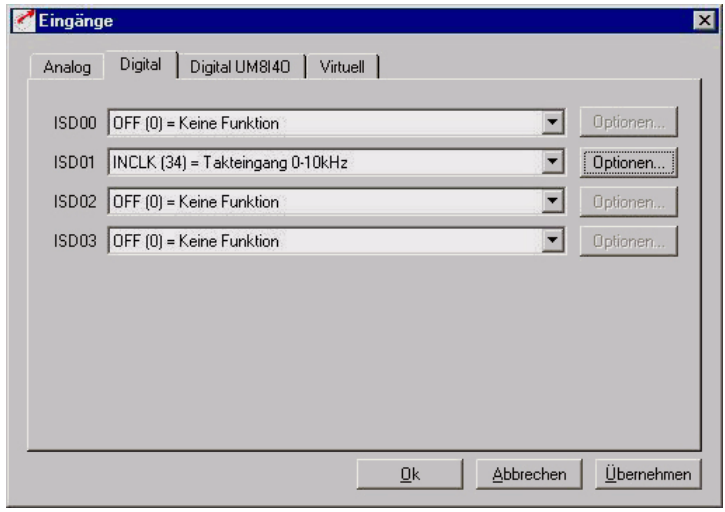 Eingänge
Analog Digital Digital UM8I4O Virtuell
ISD00 OFF (0) = Keine Funktion Optionen...
ISD01 INCLK (34) = Takteingang 0-10kHz Optionen...
ISD02 OFF (0) = Keine Funktion Optionen...
ISD03 OFF (0) = Keine Funktion Optionen...
Ok Abbrechen Übernehmen